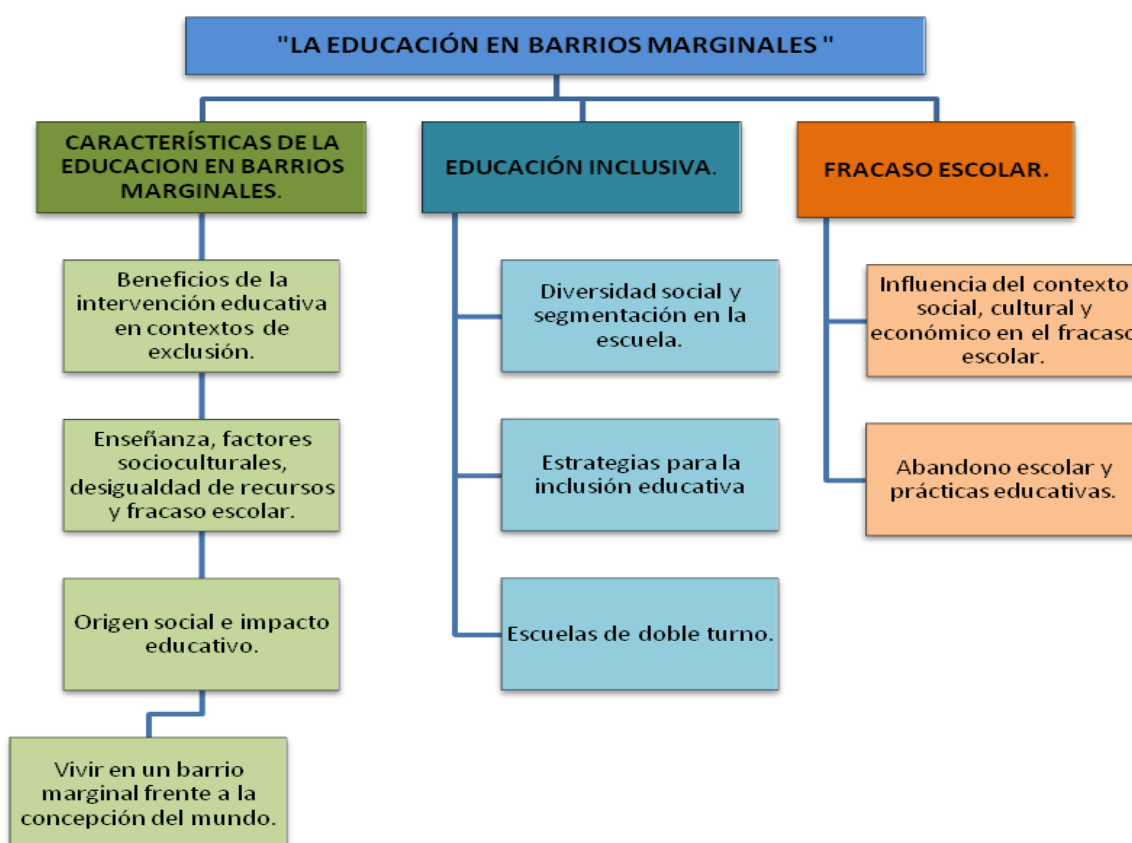 "LA EDUCACIÓN EN BARRIOS MARGINALES "
CARACTERÍSTICAS DE LA
EDUCACION EN BARRIOS
MARGINALES.
Beneficios de la
intervención educativa
en contextos de
exclusión.
Enseñanza, factores
socioculturales,
desigualdad de recursos
y fracaso escolar.
Origen social e impacto
educativo.
Vivir en un barrio
marginal frente a la
concepción del mundo.
EDUCACIÓN INCLUSIVA.
Diversidad social y
segmentación en la
escuela.
Estrategias para la
inclusión educativa
Escuelas de doble turno.
FRACASO ESCOLAR.
Influencia del contexto
social, cultural y
económico en el fracaso
escolar.
Abandono escolar y
prácticas educativas.